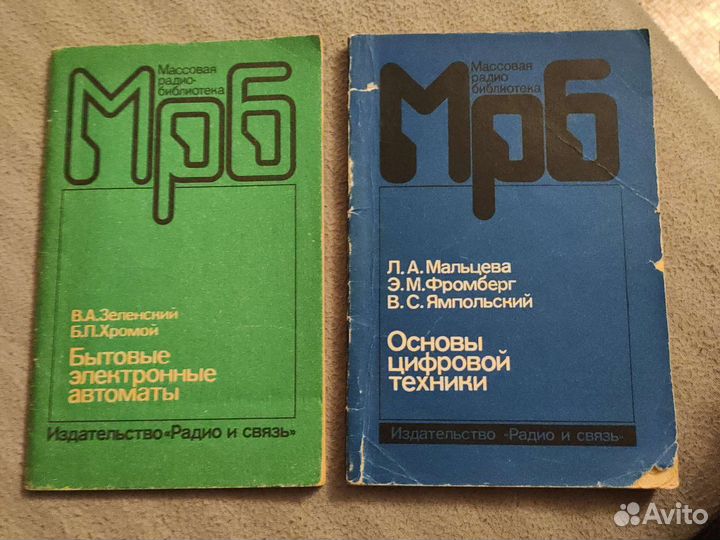 Массовая
радио-
библиотека
Мрб
В.А.Зеленский
Б.П.Хромой
Бытовые
электронные
автоматы
Издательство «Радио и связь»
Массовая
радио
библиотека
Мрб
Л.А.Мальцева
Э.М.Фромберг
В.С.Ямпольский
Основы
цифровой
техники
Издательство «Радио и связь»
Avito